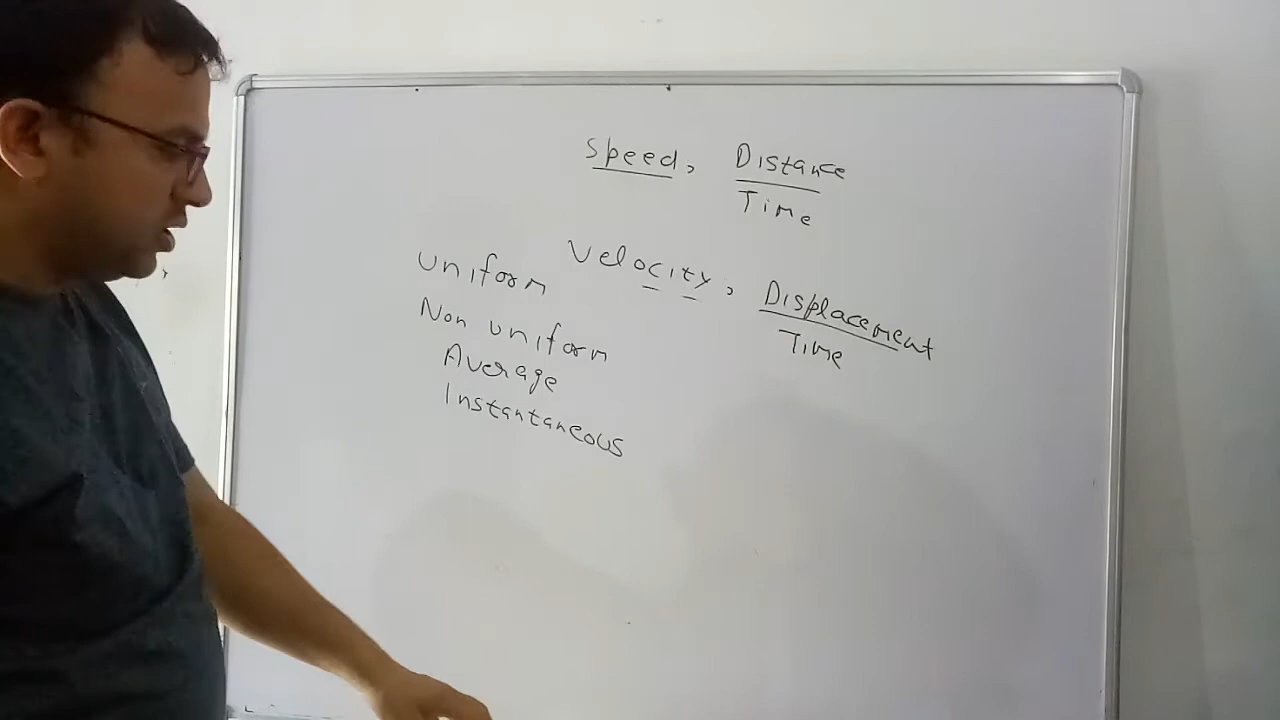 Speed, Distance
Time
Velocity, Displacement
Time
Uniform
Non uniform
Average
Instantaneous